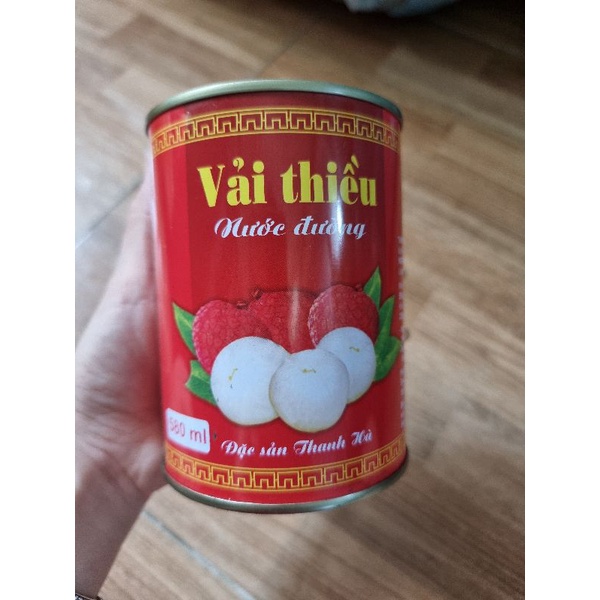 Vải thiều
Nước đường
580 ml
Đặc sản Thanh Hà